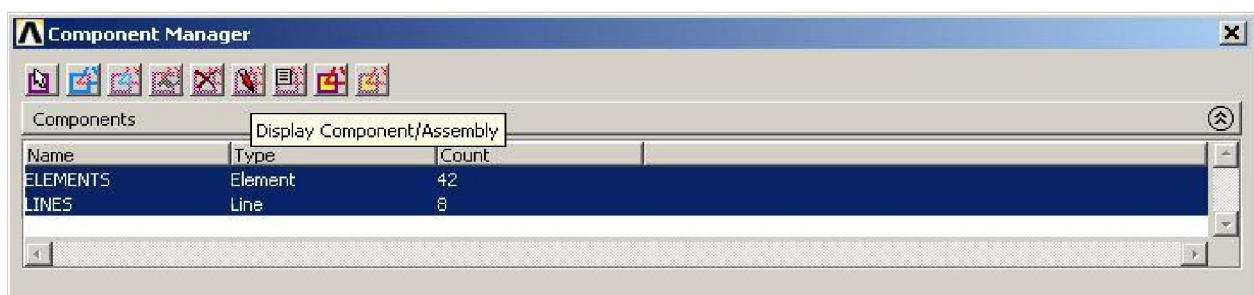 Component Manager
Components
Display Component/Assembly
Name Type Count
ELEMENTS Element 42
LINES Line 8